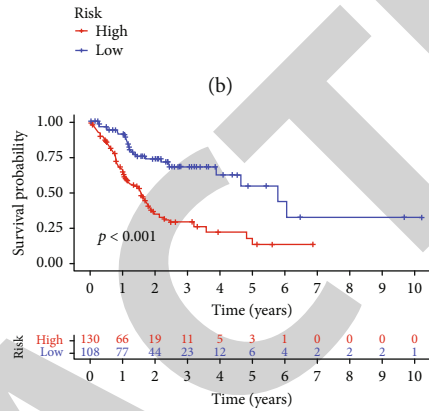 Risk
High
Low
(b)
Survival probability
1.00
0.75
0.50
0.25
0.00
p < 0.001
0 1 2 3 4 5 6 7 8 9 10
Time (years)
Risk
High 130 66 19 11 5 3 1 0 0 0 0
Low 108 77 44 23 12 6 4 2 2 2 1
0 1 2 3 4 5 6 7 8 9 10
Time (years)